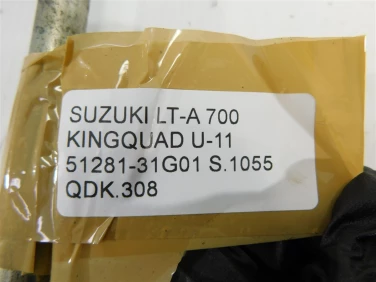 SUZUKI LT-A 700
KINGQUAD U-11
51281-31G01 S.1055
QDK.308